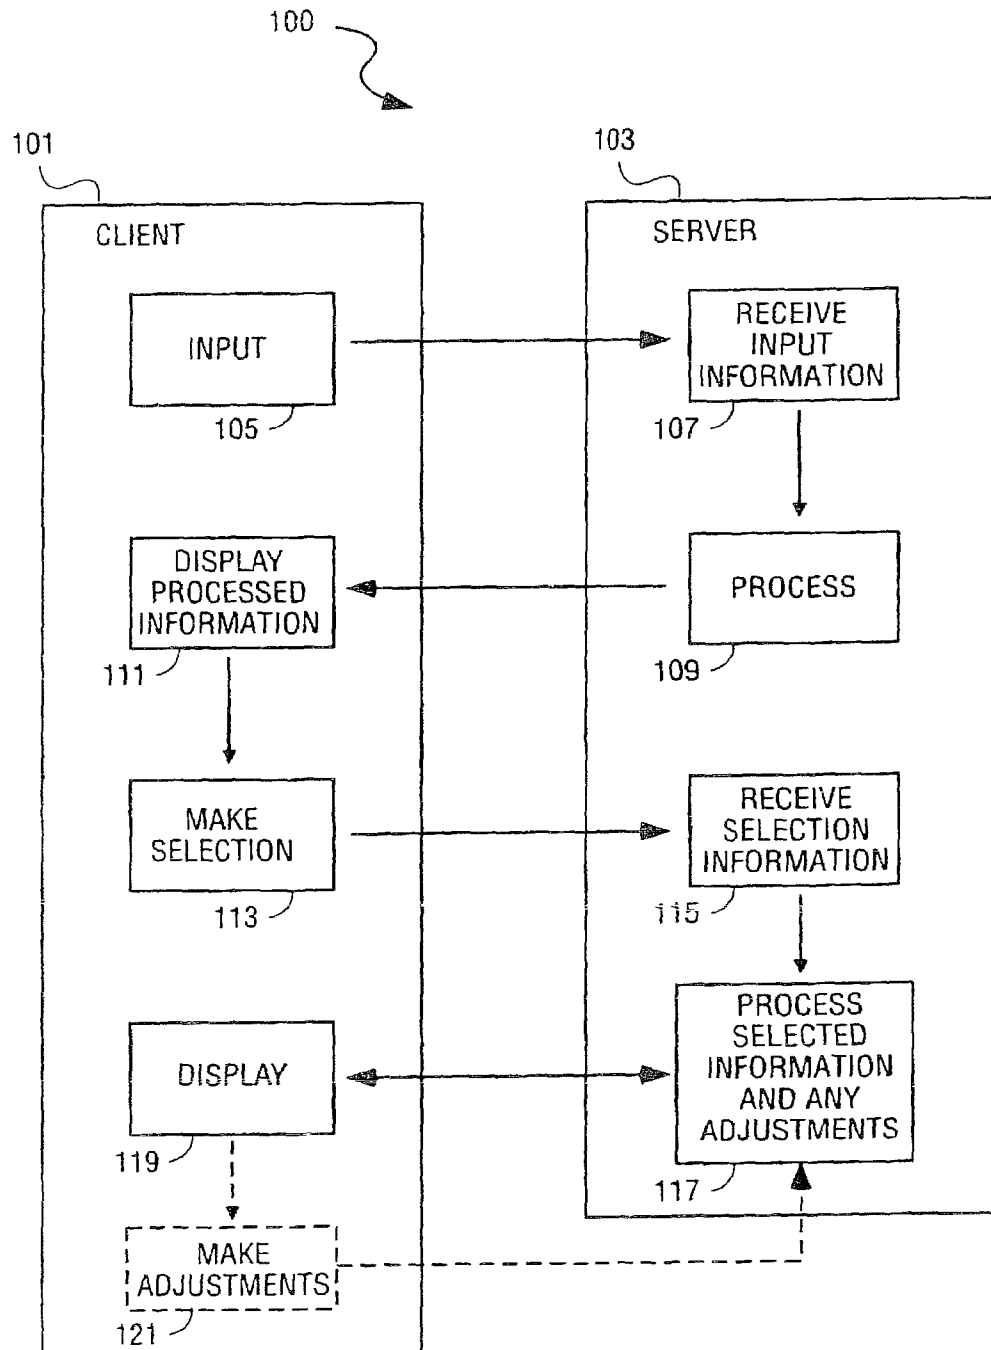 100
101
103
CLIENT
SERVER
INPUT
105
RECEIVE
INPUT
INFORMATION
107
DISPLAY
PROCESSED
INFORMATION
111
PROCESS
109
MAKE
SELECTION
113
RECEIVE
SELECTION
INFORMATION
115
DISPLAY
119
PROCESS
SELECTED
INFORMATION
AND ANY
ADJUSTMENTS
117
MAKE
ADJUSTMENTS
121